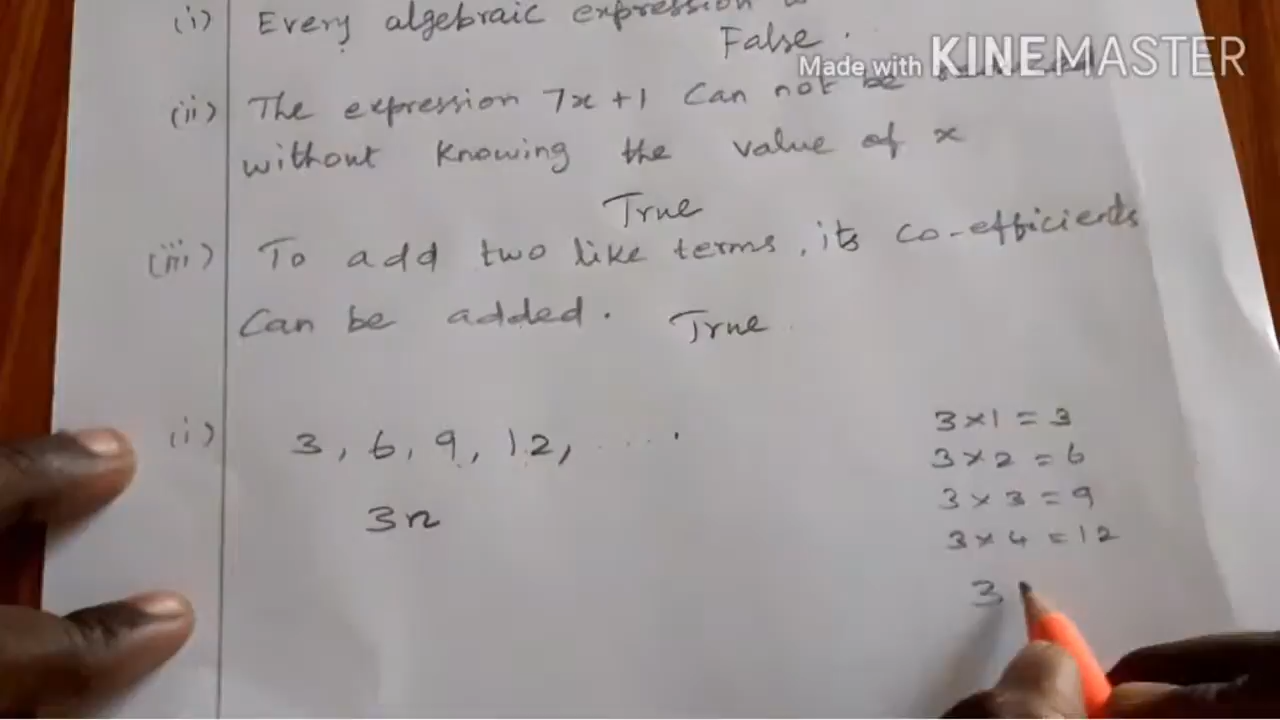 (i) Every algebraic expression
False.
Made with KINEMASTER
(ii) The expression 7x+1 Can not be
without knowing the value of x
True
(iii) To add two like terms, its co-efficients
Can be added. True
(i) 3, 6, 9, 12, .....
3n
3×1 = 3
3×2 = 6
3×3 = 9
3×4 = 12
3